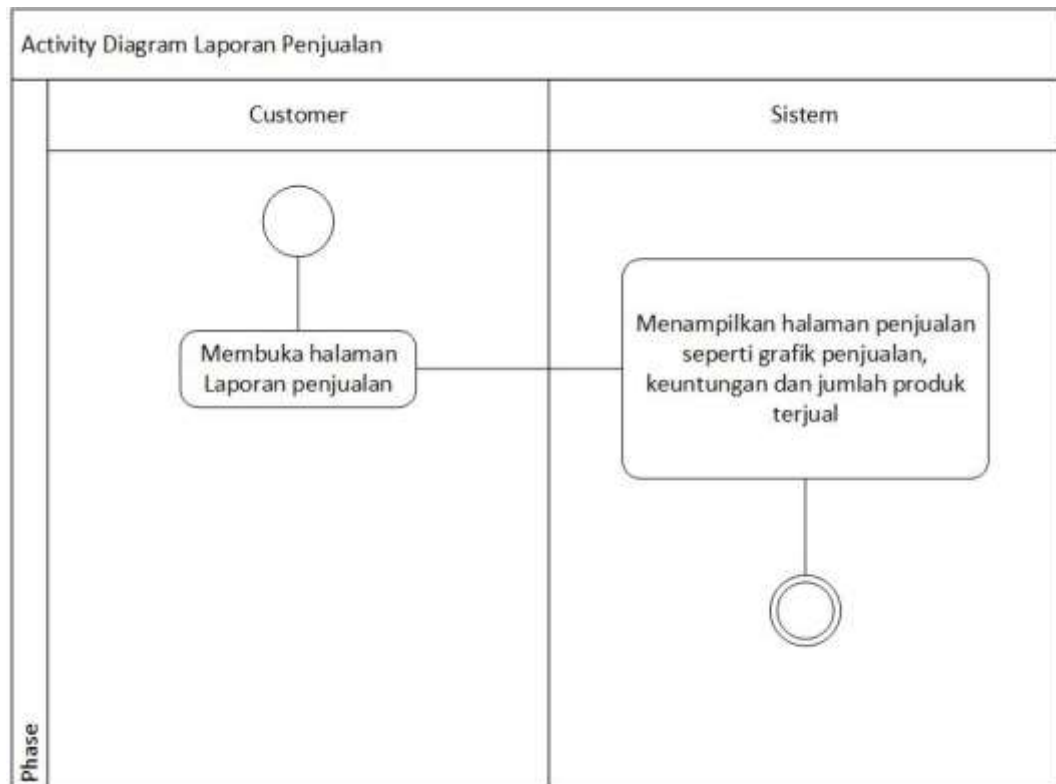 Activity Diagram Laporan Penjualan
Customer
Sistem
Membuka halaman
Laporan penjualan
Menampilkan halaman penjualan
seperti grafik penjualan,
keuntungan dan jumlah produk
terjual
Phase